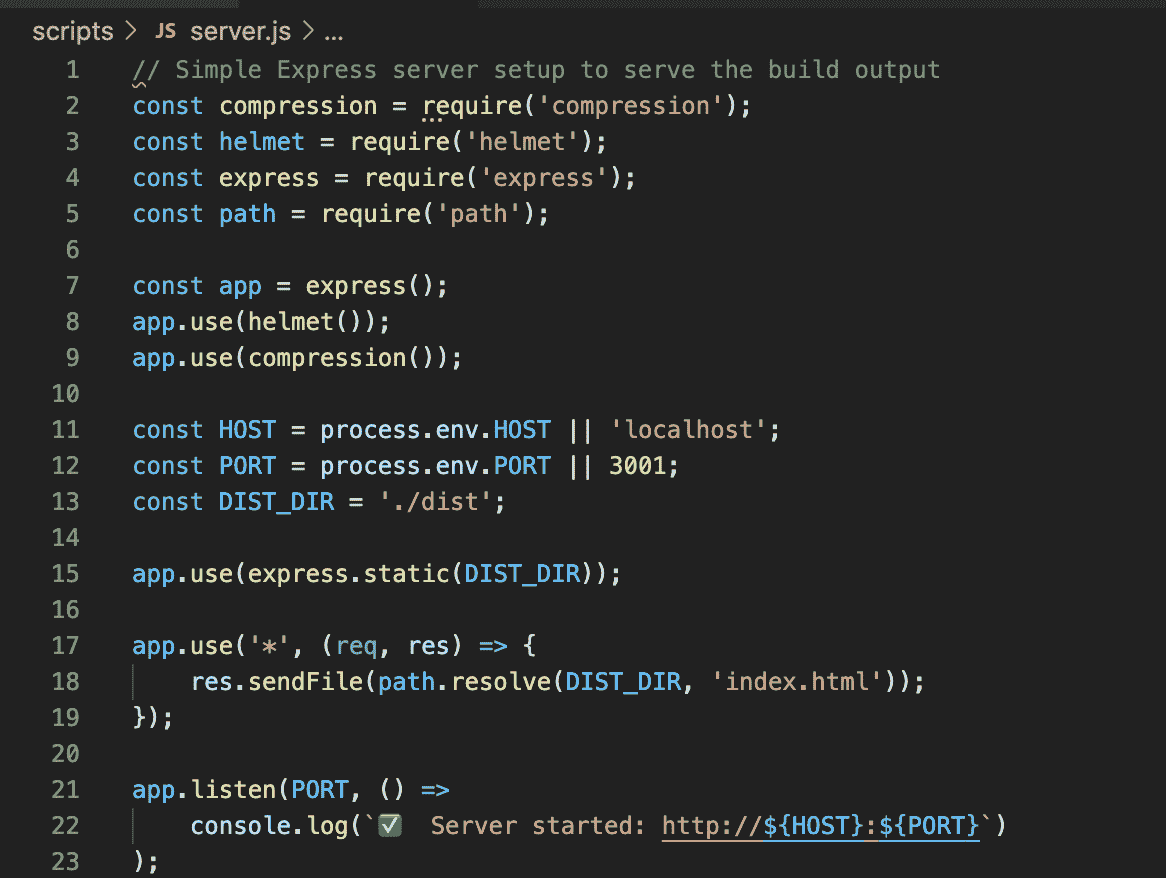 scripts > JS server.js > ...
1 // Simple Express server setup to serve the build output
2 const compression = require('compression');
3 const helmet = require('helmet');
4 const express = require('express');
5 const path = require('path');
6
7 const app = express();
8 app.use(helmet());
9 app.use(compression());
10
11 const HOST = process.env.HOST || 'localhost';
12 const PORT = process.env.PORT || 3001;
13 const DIST_DIR = './dist';
14
15 app.use(express.static(DIST_DIR));
16
17 app.use('*', (req, res) => {
18     res.sendFile(path.resolve(DIST_DIR, 'index.html'));
19 });
20
21 app.listen(PORT, () =>
22     console.log(`✅  Server started: http://${HOST}:${PORT}`)
23 );